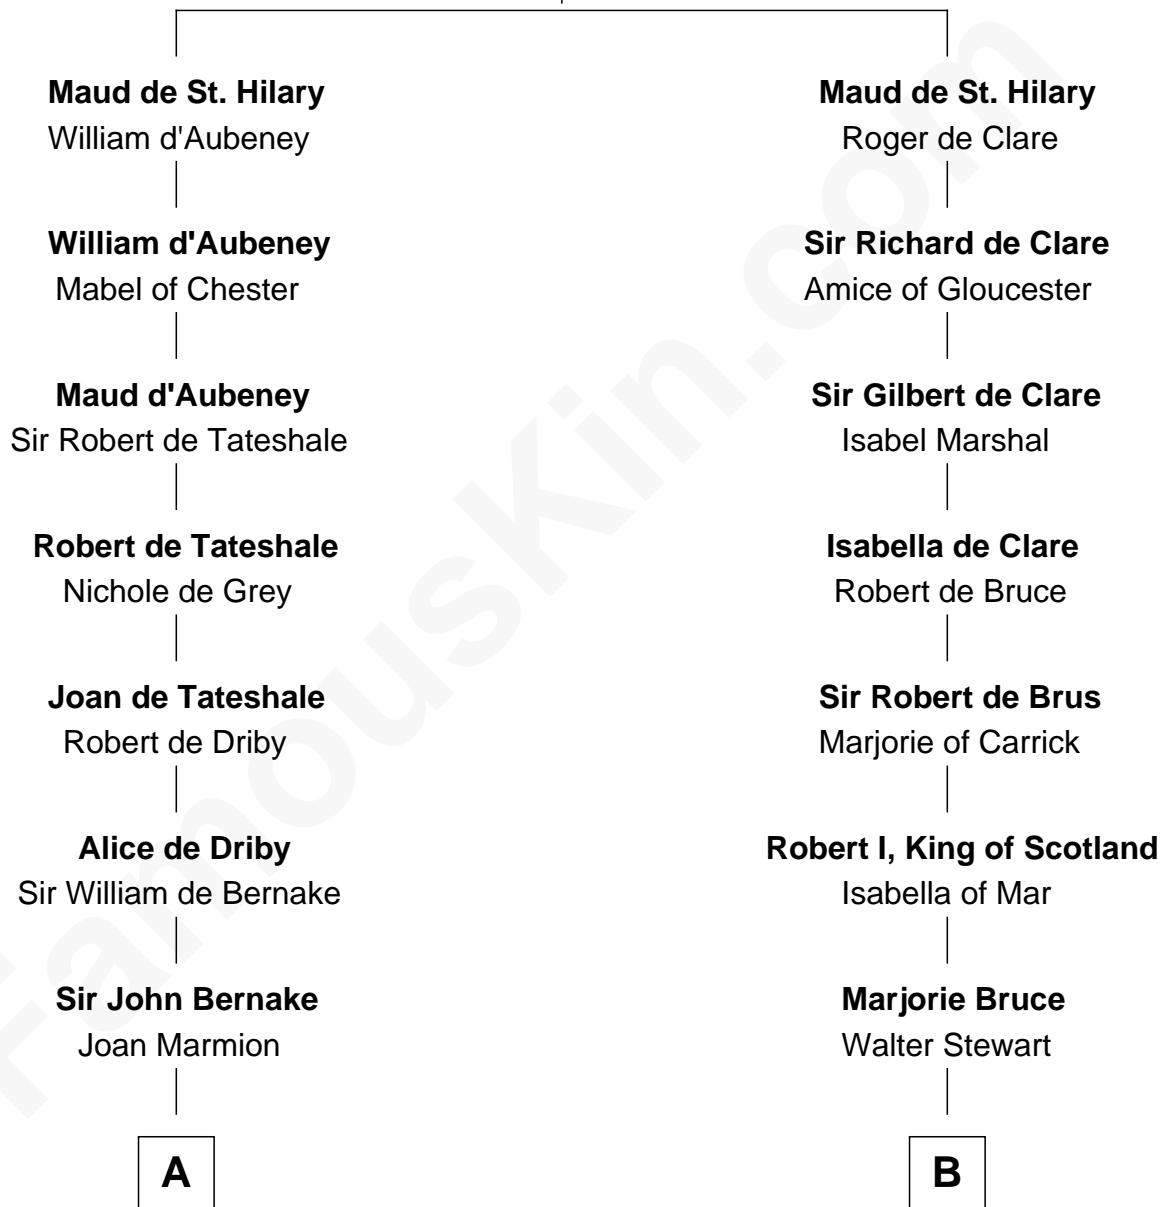 Maud de St. Hilary
William d'Aubeney
William d'Aubeney
Mabel of Chester
Maud d'Aubeney
Sir Robert de Tateshale
Robert de Tateshale
Nichole de Grey
Joan de Tateshale
Robert de Driby
Alice de Driby
Sir William de Bernake
Sir John Bernake
Joan Marmion
A
Maud de St. Hilary
Roger de Clare
Sir Richard de Clare
Amice of Gloucester
Sir Gilbert de Clare
Isabel Marshal
Isabella de Clare
Robert de Bruce
Sir Robert de Brus
Marjorie of Carrick
Robert I, King of Scotland
Isabella of Mar
Marjorie Bruce
Walter Stewart
B
FamousKin.com